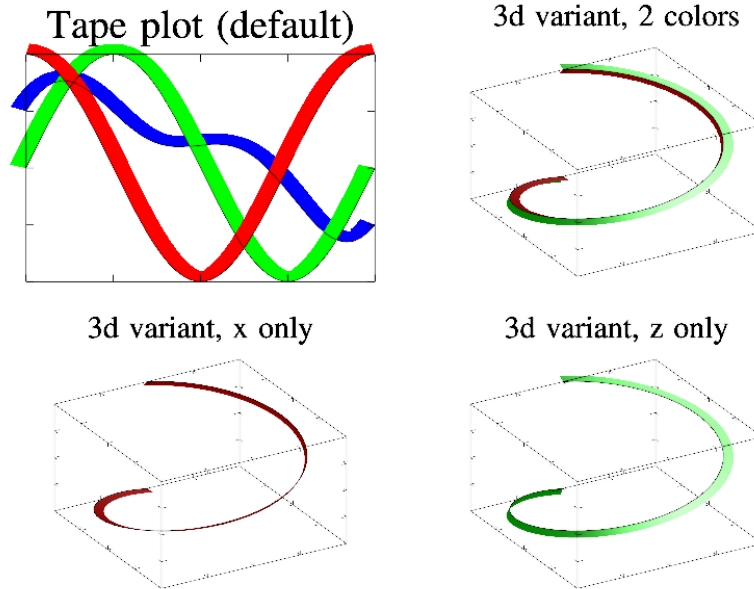 Tape plot (default)
3d variant, 2 colors
3d variant, x only
3d variant, z only